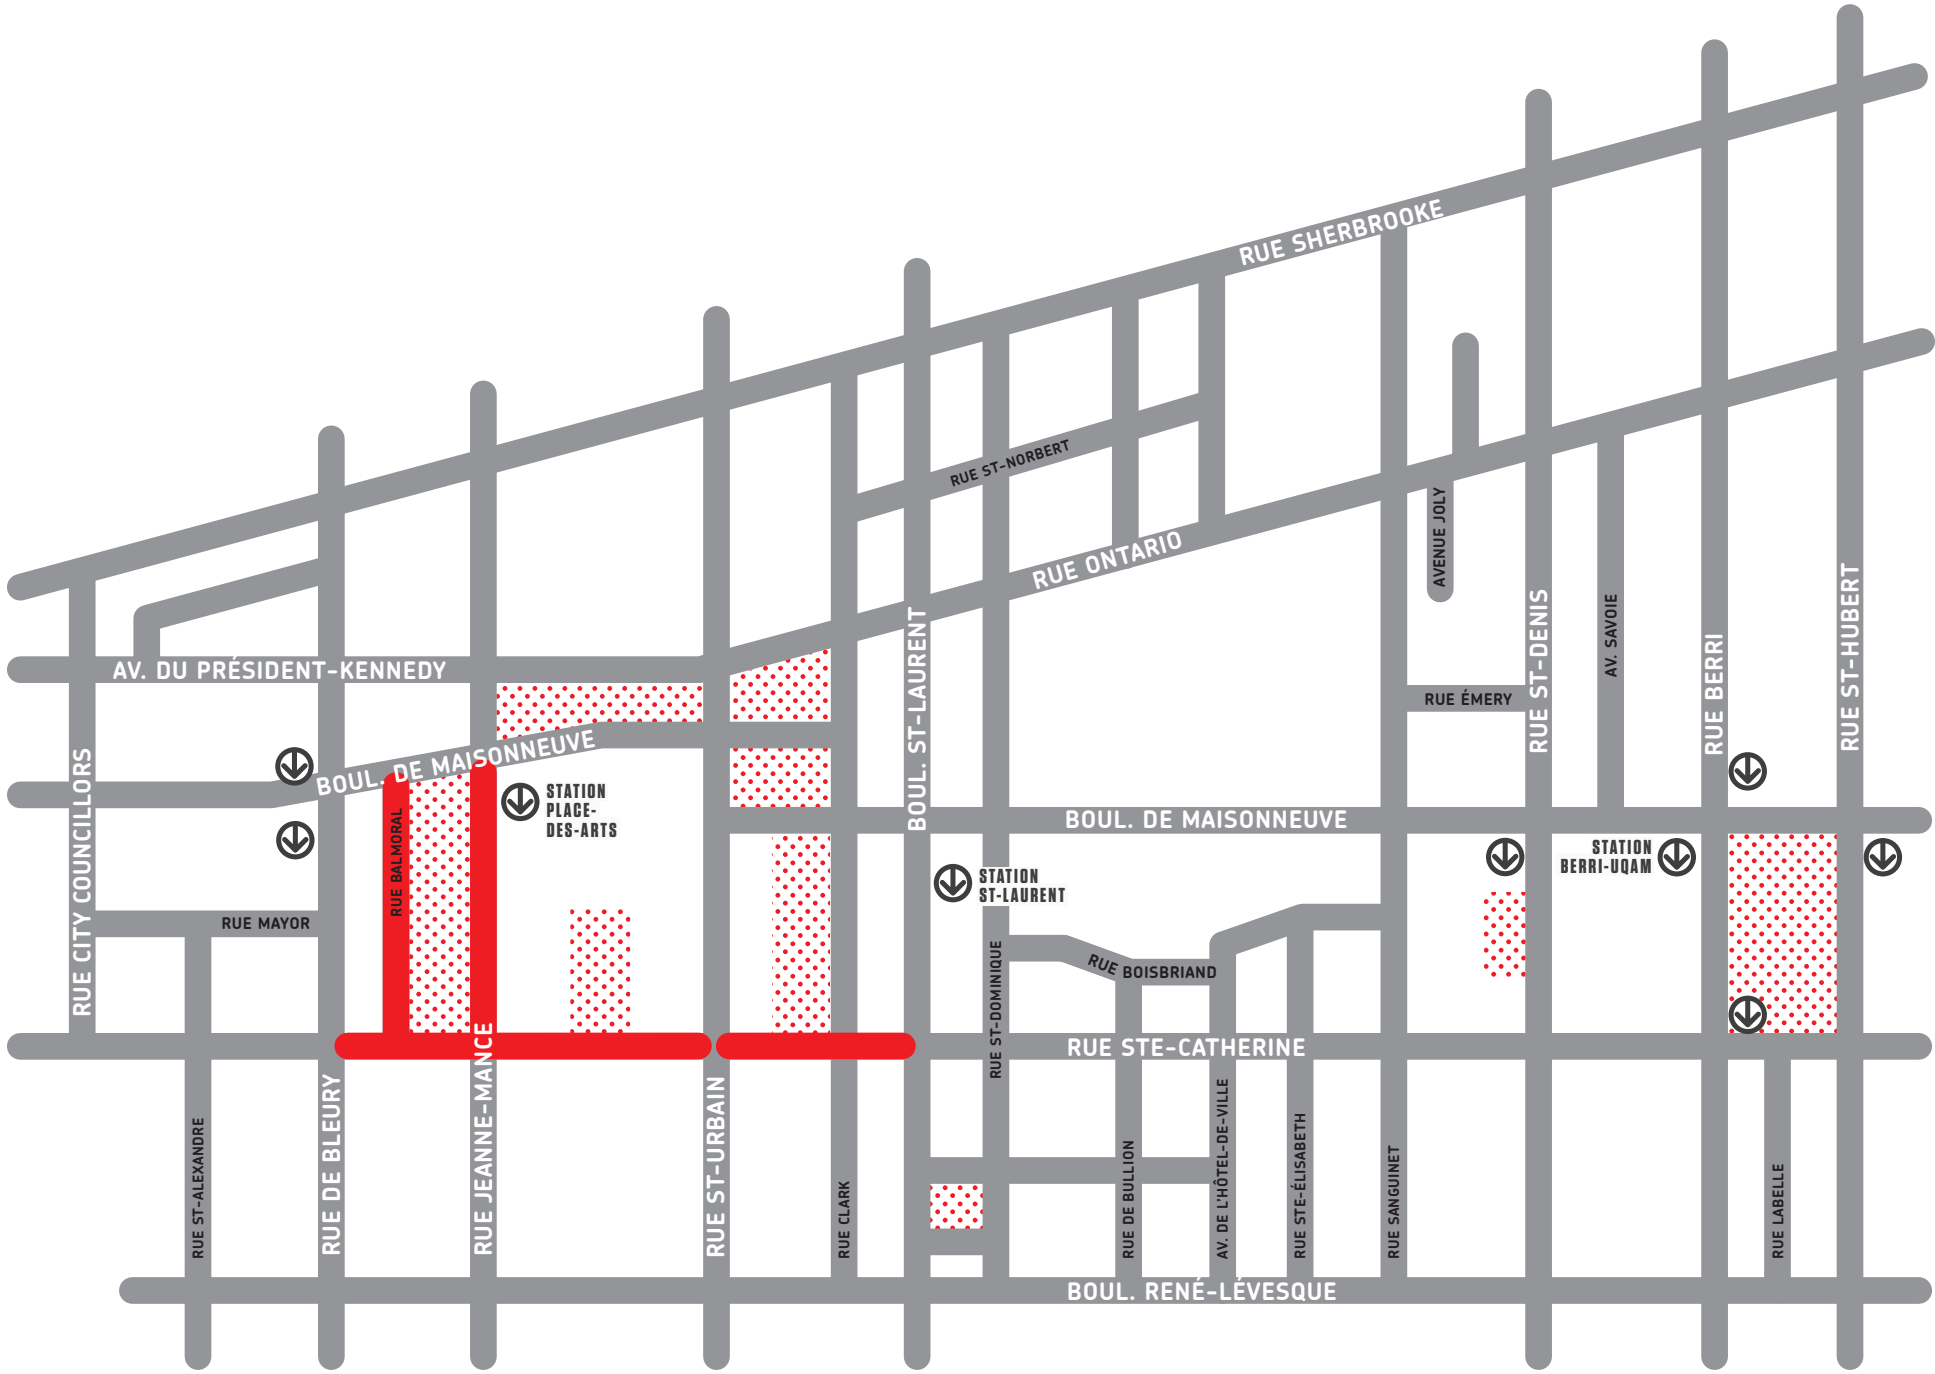 RUE SHERBROOKE
RUE ST-NORBERT
RUE ONTARIO
AVENUE JOLY
AV. SAVOIE
RUE ST-DENIS
RUE BERRI
RUE ST-HUBERT
AV. DU PRÉSIDENT-KENNEDY
BOUL. ST-LAURENT
RUE ÉMERY
BOUL. DE MAISONNEUVE
RUE CITY COUNCILLORS
STATION
PLACE-
DES-ARTS
RUE BALMORAL
BOUL. DE MAISONNEUVE
STATION
BERRI-UQAM
STATION
ST-LAURENT
RUE MAYOR
RUE BOISBRIAND
RUE ST-DOMINIQUE
RUE STE-CATHERINE
RUE ST-ALEXANDRE
RUE DE BLEURY
RUE JEANNE-MANCE
RUE ST-URBAIN
RUE CLARK
RUE DE BULLION
AV. DE L'HÔTEL-DE-VILLE
RUE STE-ÉLISABETH
RUE SANGUINET
RUE LABELLE
BOUL. RENÉ-LÉVESQUE